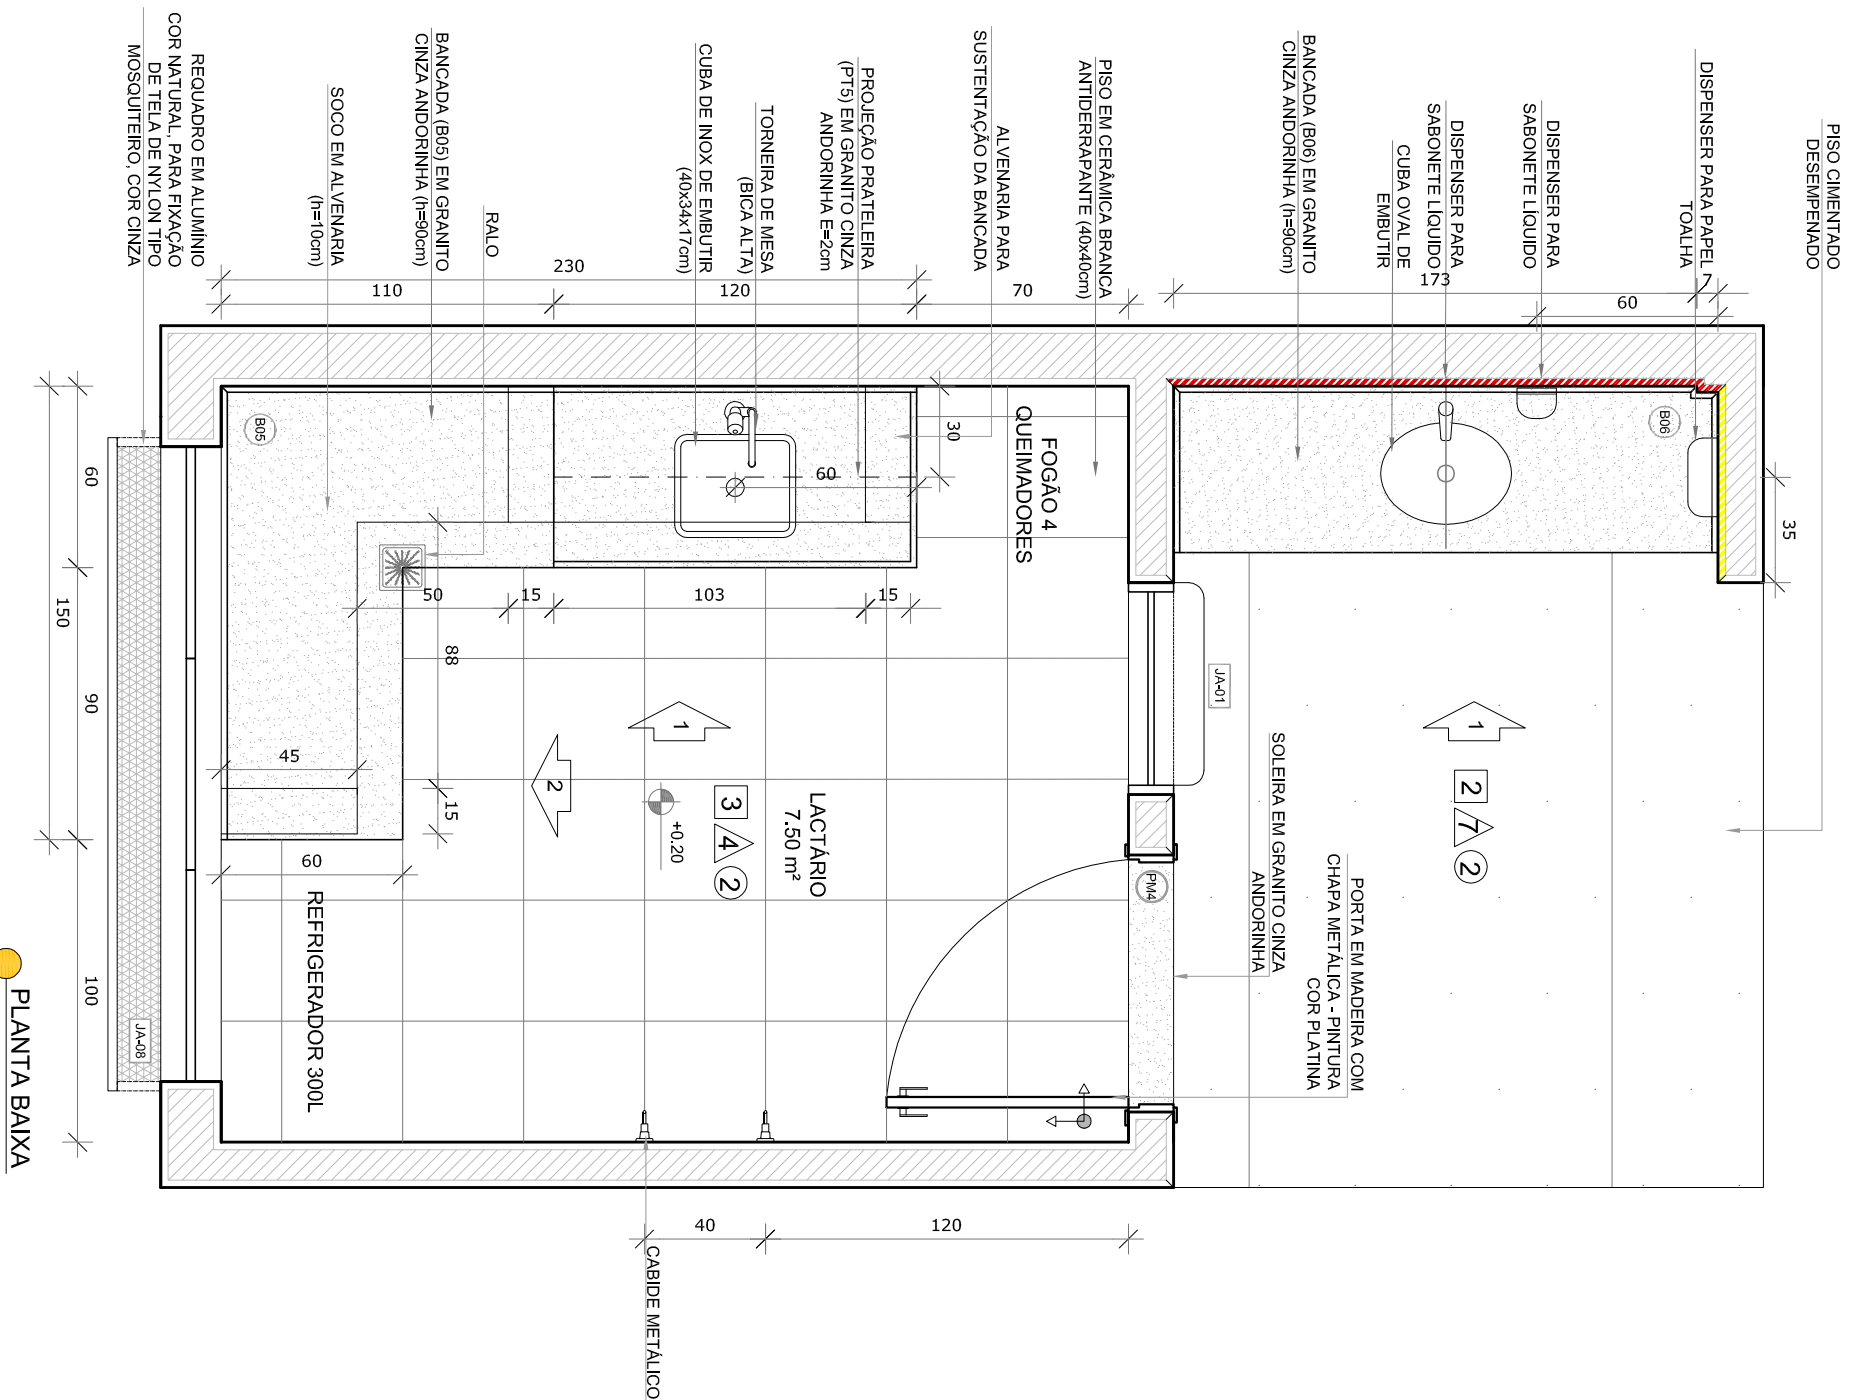 PISO CIMENTADO
DESEMPENADO
DISPENSER PARA PAPEL
TOALHA
DISPENSER PARA
SABONETE LÍQUIDO
DISPENSER PARA
SABONETE LÍQUIDO
CUBA OVAL DE
EMBUTIR
BANCADA (B06) EM GRANITO
CINZA ANDORINHA (h=90cm)
PISO EM CERÂMICA BRANCA
ANTIDERRAPANTE (40x40cm)
ALVENARIA PARA
SUSTENTAÇÃO DA BANCADA
PROJEÇÃO PRATELEIRA
(PT5) EM GRANITO CINZA
ANDORINHA E=2cm
TORNEIRA DE MESA
(BICA ALTA)
CUBA DE INOX DE EMBUTIR
(40x34x17cm)
RALO
BANCADA (B05) EM GRANITO
CINZA ANDORINHA (h=90cm)
SOCO EM ALVENARIA
(h=10cm)
REQUADRO EM ALUMÍNIO
COR NATURAL, PARA FIXAÇÃO
DE TELA DE NYLON TIPO
MOSQUITEIRO, COR CINZA
7
173
60
230
110
120
70
35
B06
B05
30
60
FOGÃO 4
QUEIMADORES
50
15
103
15
88
45
15
60
60
150
90
100
JA-01
1
2
7
2
1
2
3
4
2
+0.20
LACTÁRIO
7.50 m²
SOLEIRA EM GRANITO CINZA
ANDORINHA
PORTA EM MADEIRA COM
CHAPA METÁLICA - PINTURA
COR PLATINA
PM4
REFRIGERADOR 300L
JA-08
40
120
CABIDE METÁLICO
PLANTA BAIXA